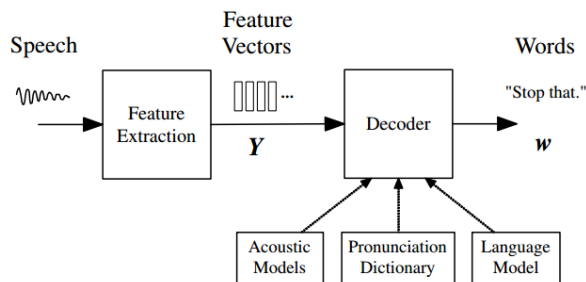 Speech
Feature
Vectors
Words
...
"Stop that."
Feature
Extraction
Y
Decoder
w
Acoustic
Models
Pronunciation
Dictionary
Language
Model